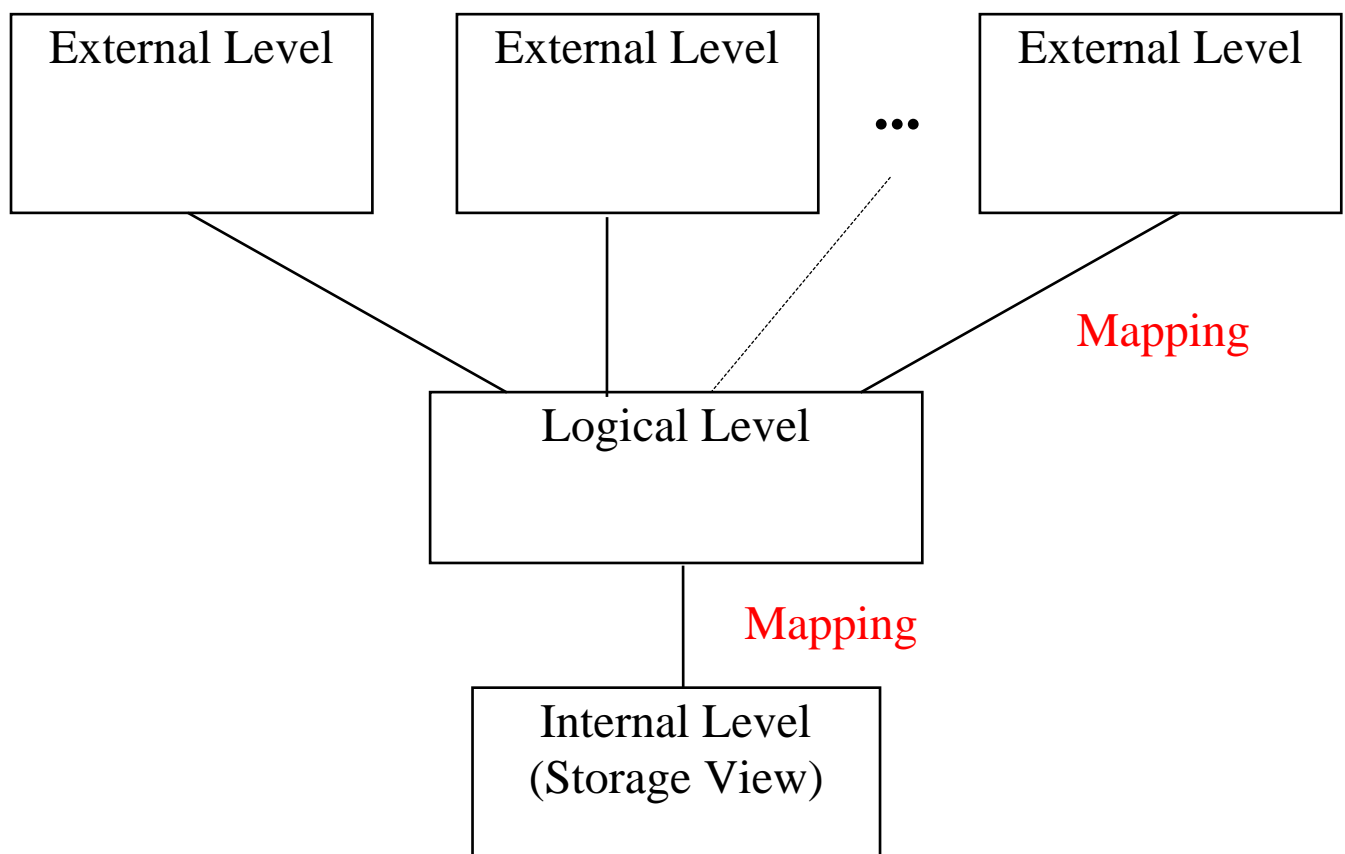 External Level
External Level
External Level
...
Mapping
Logical Level
Mapping
Internal Level
(Storage View)